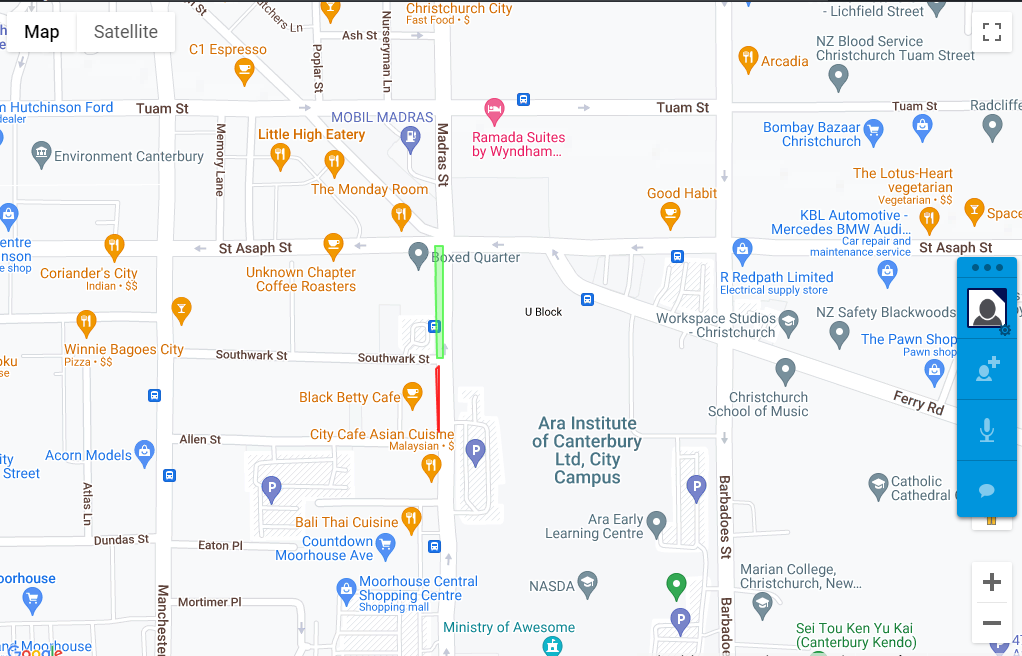 Map
Satellite
Christchurch City
Fast Food • $
- Lichfield Street
Ash St
Nurseryman Ln
Poplar St
C1 Espresso
NZ Blood Service
Christchurch Tuam Street
Arcadia
m Hutchinson Ford
dealer
Tuam St
Tuam St
Tuam St
Radcliffe
MOBIL MADRAS
Madras St
Little High Eatery
Memory Lane
Ramada Suites
by Wyndham...
Bombay Bazaar
Christchurch
Environment Canterbury
The Monday Room
Good Habit
The Lotus-Heart
vegetarian
Vegetarian • $$
KBL Automotive -
Mercedes BMW Audi...
Car repair and
maintenance service
Space
St Asaph St
St Asaph St
Boxed Quarter
Coriander's City
Indian • $$
Unknown Chapter
Coffee Roasters
R Redpath Limited
Electrical supply store
U Block
Workspace Studios
- Christchurch
NZ Safety Blackwoods
The Pawn Shop
Pawn shop
Winnie Bagoes City
Pizza • $$
Southwark St
Southwark St
Black Betty Cafe
Christchurch
School of Music
Ferry Rd
City Cafe Asian Cuisine
Malaysian • $
Allen St
Acorn Models
Street
Ara Institute
of Canterbury
Ltd, City
Campus
P
P
P
Atlas Ln
Barbadoes St
Catholic
Cathedral
Bali Thai Cuisine
Ara Early
Learning Centre
Dundas St
Eaton Pl
Countdown
Moorhouse Ave
Moorhouse Central
Shopping Centre
Shopping mall
NASDA
Marian College,
Christchurch, New...
Mortimer Pl
Manchester
Barbado
P
Ministry of Awesome
Sei Tou Ken Yu Kai
(Canterbury Kendo)
Google